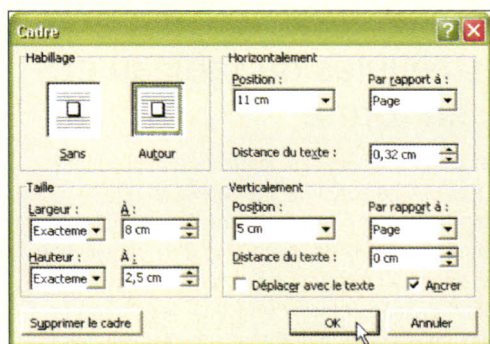 Cadre
Habillage
Sans Autour
Horizontalement
Position : Par rapport à :
11 cm Page
Distance du texte : 0,32 cm
Taille
Largeur : À :
Exacteme 8 cm
Hauteur : À :
Exacteme 2,5 cm
Verticalement
Position : Par rapport à :
5 cm Page
Distance du texte : 0 cm
Déplacer avec le texte Ancrer
Supprimer le cadre OK Annuler